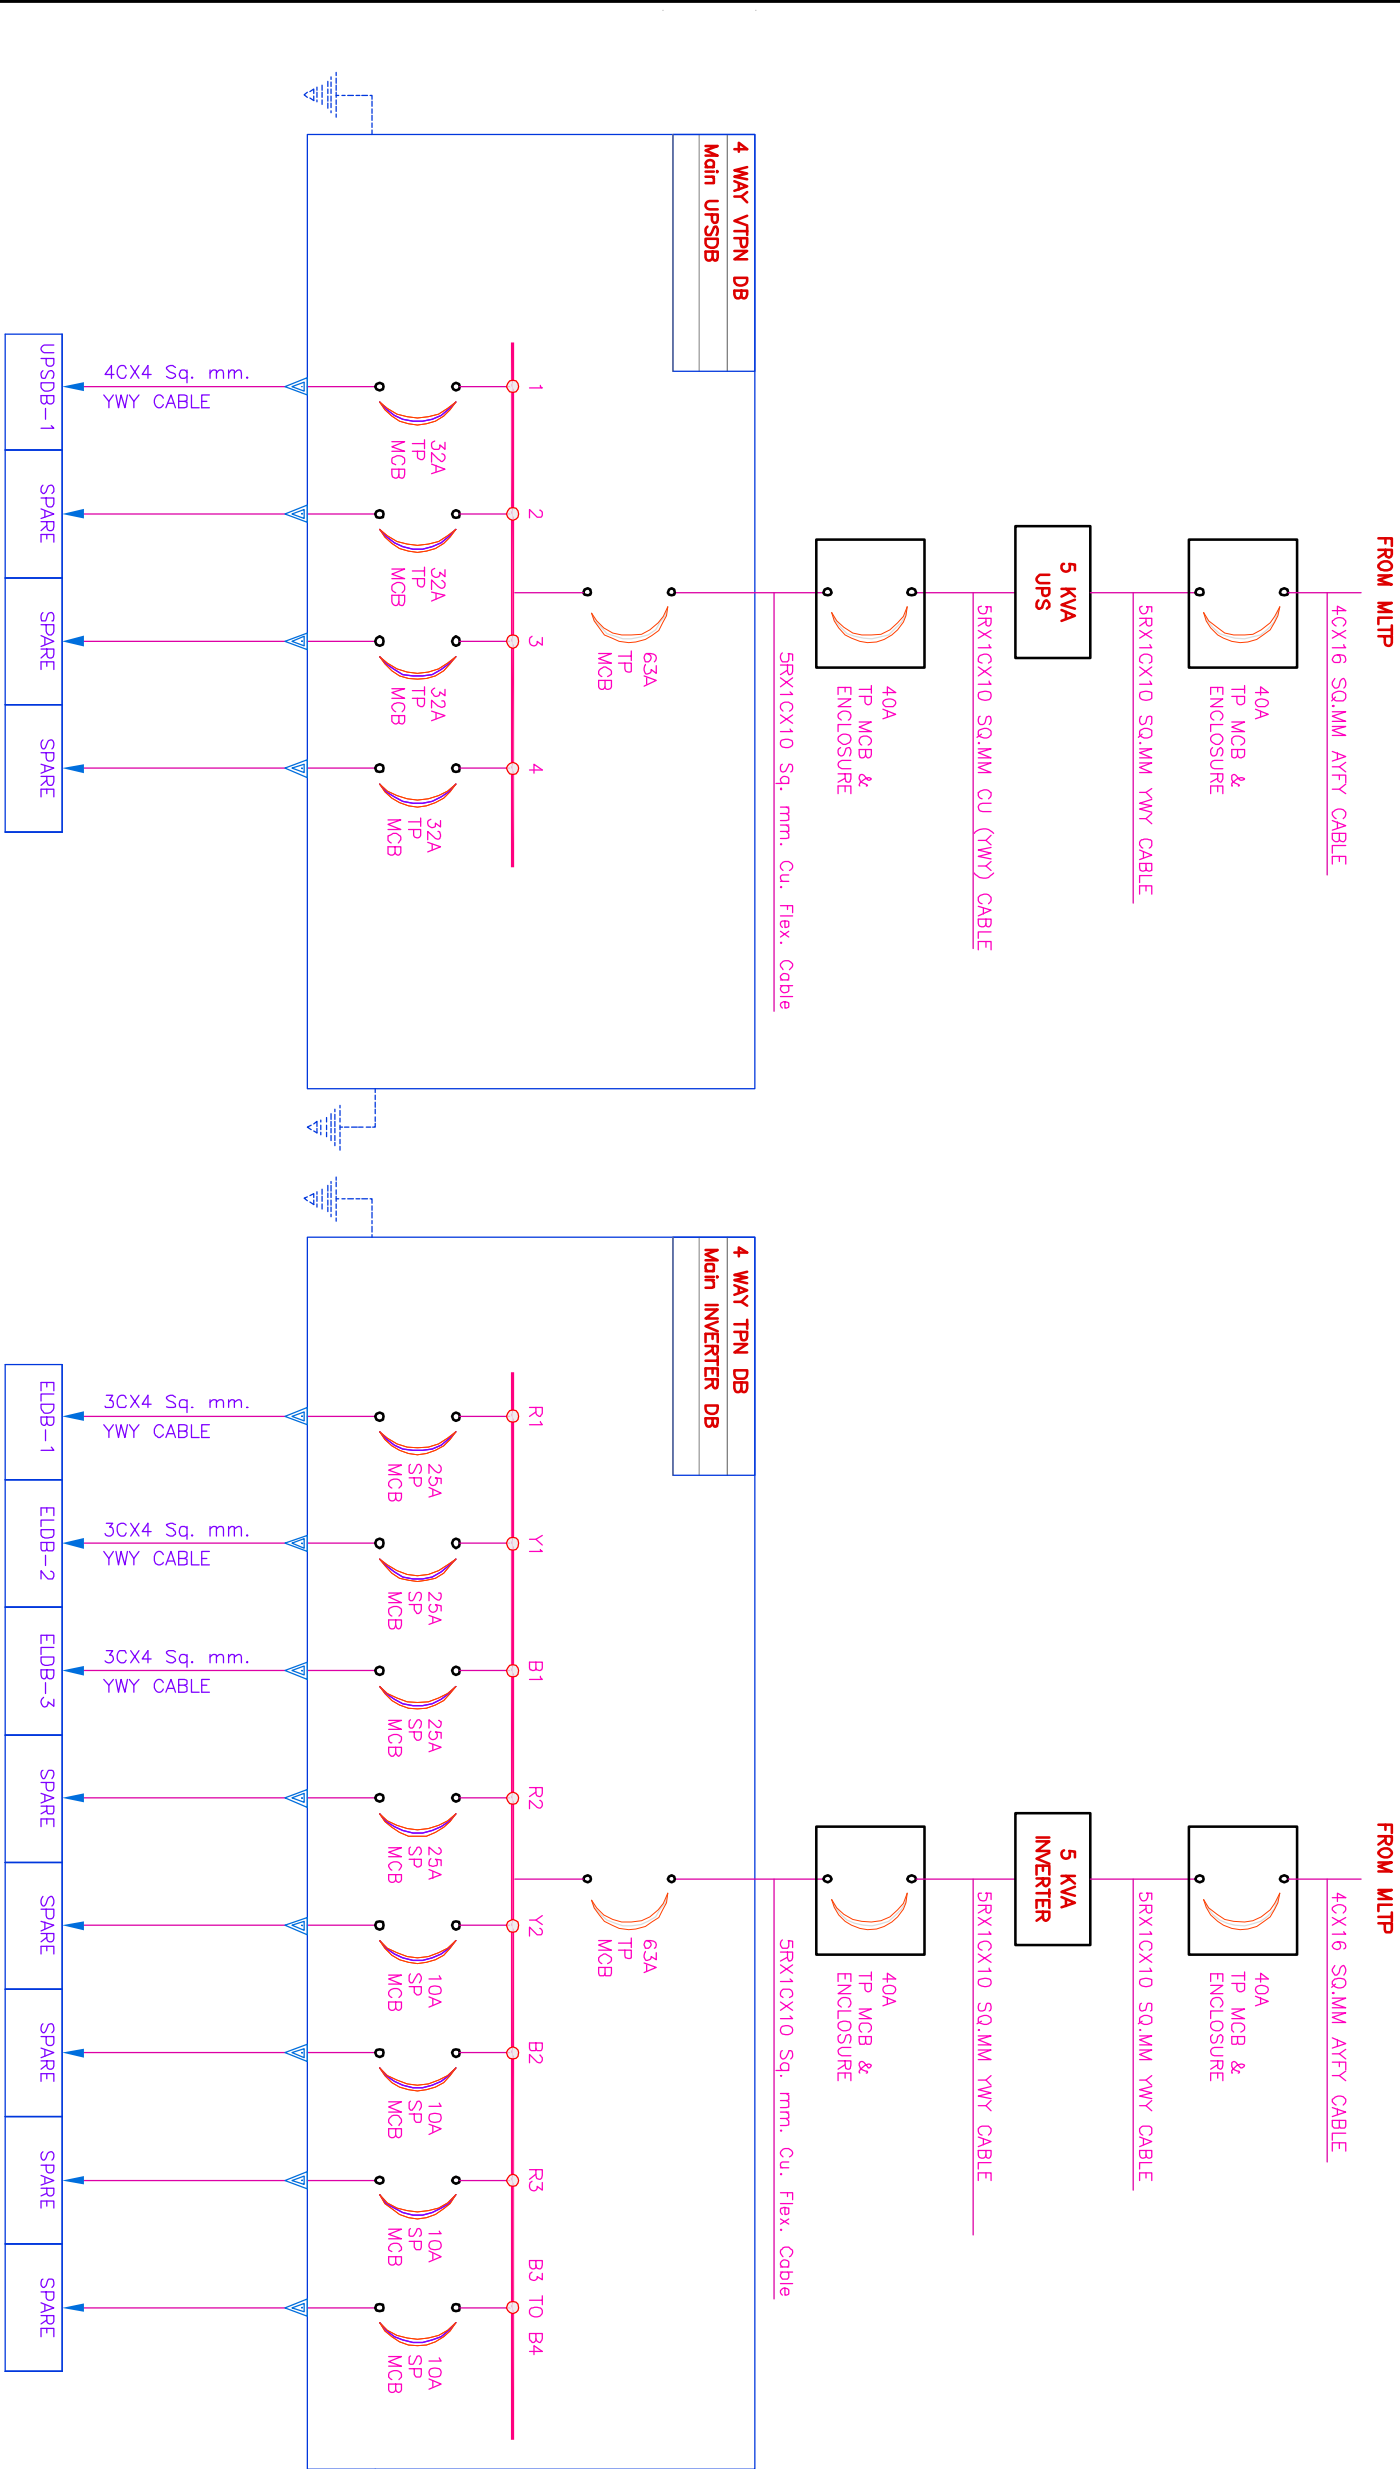 FROM MLTP
4CX16 SQ.MM AYFY CABLE
40A
TP MCB &
ENCLOSURE
5RX1CX10 SQ.MM YWY CABLE
5 KVA
UPS
5RX1CX10 SQ.MM CU (YWY) CABLE
40A
TP MCB &
ENCLOSURE
5RX1CX10 Sq. mm. Cu. Flex. Cable
4 WAY VTPN DB
Main UPSDB
63A
TP
MCB
1
2
3
4
32A
TP
MCB
32A
TP
MCB
32A
TP
MCB
32A
TP
MCB
4CX4 Sq. mm.
YWY CABLE
UPSDB-1
SPARE
SPARE
SPARE
FROM MLTP
4CX16 SQ.MM AYFY CABLE
40A
TP MCB &
ENCLOSURE
5RX1CX10 SQ.MM YWY CABLE
5 KVA
INVERTER
5RX1CX10 SQ.MM YWY CABLE
40A
TP MCB &
ENCLOSURE
5RX1CX10 Sq. mm. Cu. Flex. Cable
4 WAY TPN DB
Main INVERTER DB
63A
TP
MCB
R1
Y1
B1
R2
Y2
B2
R3
B3 TO B4
25A
SP
MCB
25A
SP
MCB
25A
SP
MCB
25A
SP
MCB
10A
SP
MCB
10A
SP
MCB
10A
SP
MCB
10A
SP
MCB
3CX4 Sq. mm.
YWY CABLE
3CX4 Sq. mm.
YWY CABLE
3CX4 Sq. mm.
YWY CABLE
ELDB-1
ELDB-2
ELDB-3
SPARE
SPARE
SPARE
SPARE
SPARE